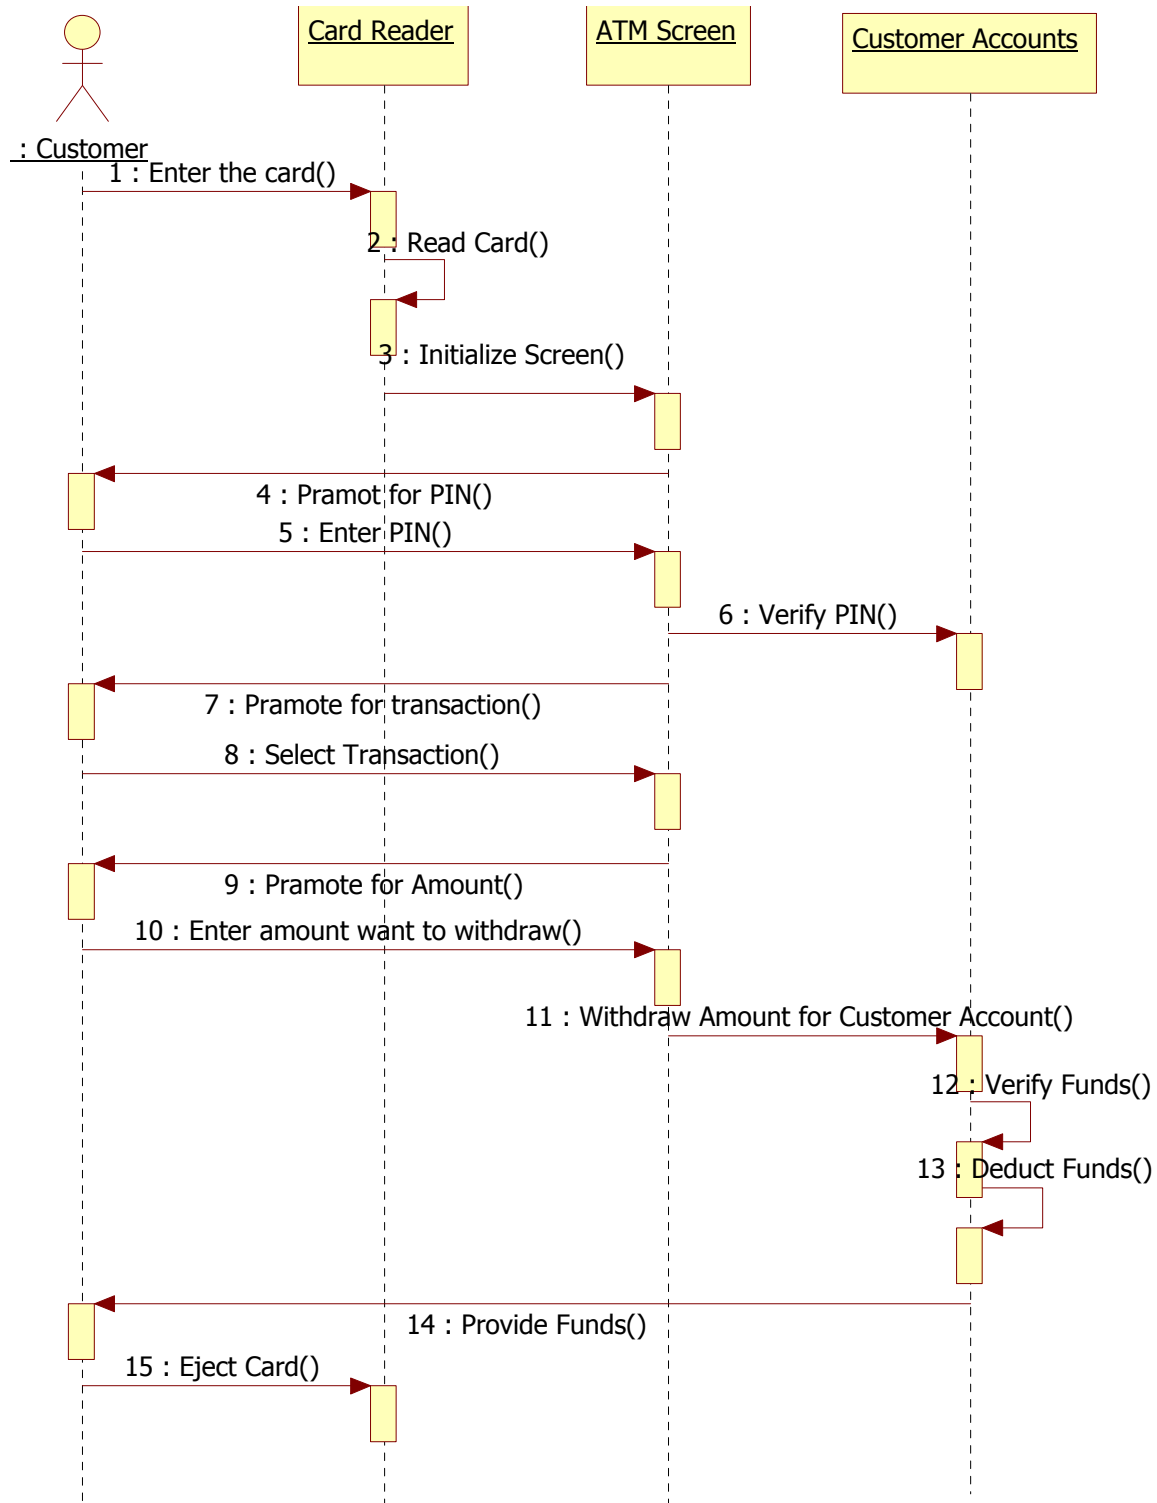 Card Reader
ATM Screen
Customer Accounts
: Customer
1 : Enter the card()
2 : Read Card()
3 : Initialize Screen()
4 : Pramot for PIN()
5 : Enter PIN()
6 : Verify PIN()
7 : Pramote for transaction()
8 : Select Transaction()
9 : Pramote for Amount()
10 : Enter amount want to withdraw()
11 : Withdraw Amount for Customer Account()
12 : Verify Funds()
13 : Deduct Funds()
14 : Provide Funds()
15 : Eject Card()